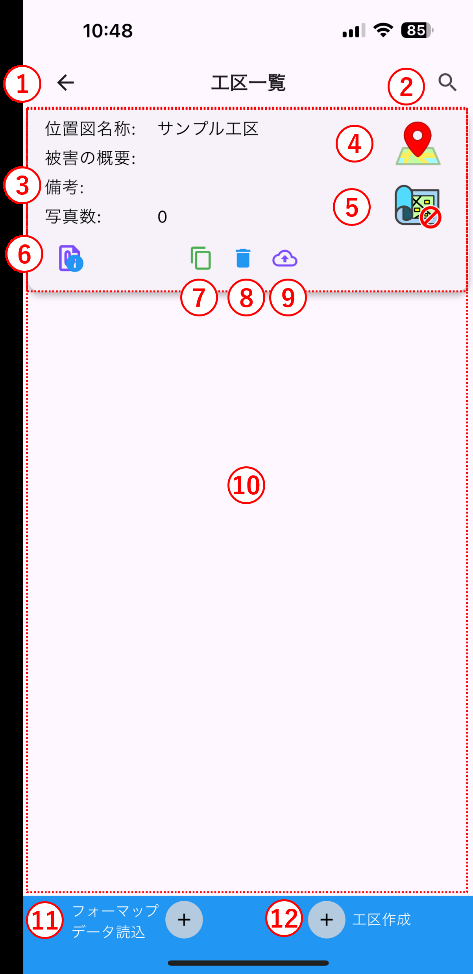 10:48
85
① 工区一覧 ②
位置図名称: サンプル工区
④
被害の概要:
③ 備考:
⑤
写真数: 0
⑥
⑦ ⑧ ⑨
⑩
⑪ フォーマップ
データ読込
⑫ 工区作成